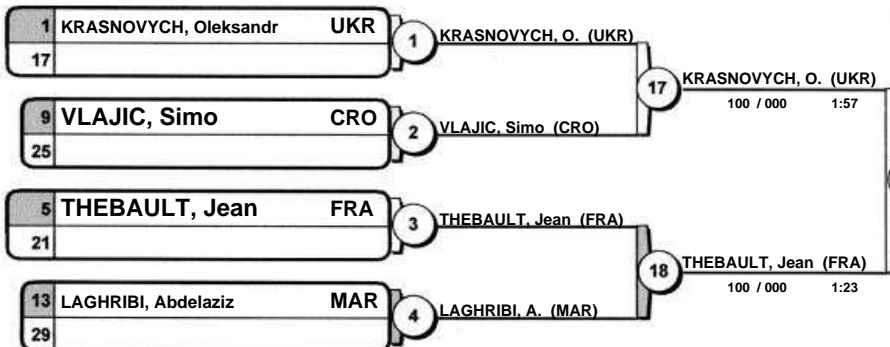 1 KRASNOVYCH, Oleksandr UKR
17
1
KRASNOVYCH, O. (UKR)
9 VLAJIC, Simo CRO
25
2
VLAJIC, Simo (CRO)
17
KRASNOVYCH, O. (UKR)
100 / 000 1:57
5 THEBAULT, Jean FRA
21
3
THEBAULT, Jean (FRA)
13 LAGHRIBI, Abdelaziz MAR
29
4
LAGHRIBI, A. (MAR)
18
THEBAULT, Jean (FRA)
100 / 000 1:23